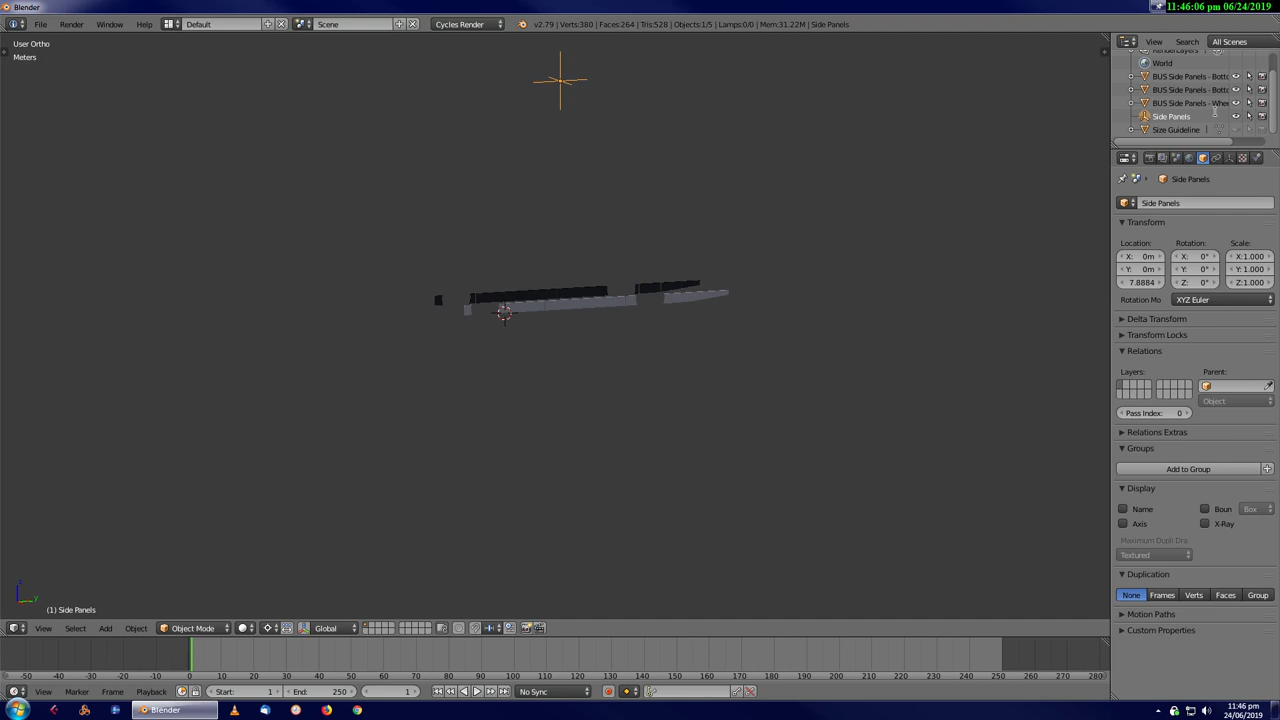 Blender
11:46:06 pm 06/24/2019
File Render Window Help Default Scene Cycles Render v2.79 | Verts:380 | Faces:264 | Tris:528 | Objects:1/5 | Lamps:0/0 | Mem:31.22M | Side Panels
View Search All Scenes
User Ortho
Meters
RenderLayers
World
BUS Side Panels - Botto
BUS Side Panels - Botto
BUS Side Panels - Whee
Side Panels
Size Guideline
Side Panels
Side Panels
Transform
Location: Rotation: Scale:
X: 0m X: 0° X:1.000
Y: 0m Y: 0° Y:1.000
7.8884 Z: 0° Z:1.000
Rotation Mo XYZ Euler
Delta Transform
Transform Locks
Relations
Layers: Parent:
Object
Pass Index: 0
Relations Extras
Groups
Add to Group
Display
Name Boun Box
Axis X-Ray
Maximum Dupli Dra
Textured
Duplication
None Frames Verts Faces Group
Motion Paths
Custom Properties
z
y
(1) Side Panels
View Select Add Object Object Mode Global
-50 -40 -30 -20 -10 0 10 20 30 40 50 60 70 80 90 100 110 120 130 140 150 160 170 180 190 200 210 220 230 240 250 260 270 280
View Marker Frame Playback Start: 1 End: 250 1 No Sync
Blender
11:46 pm
24/06/2019